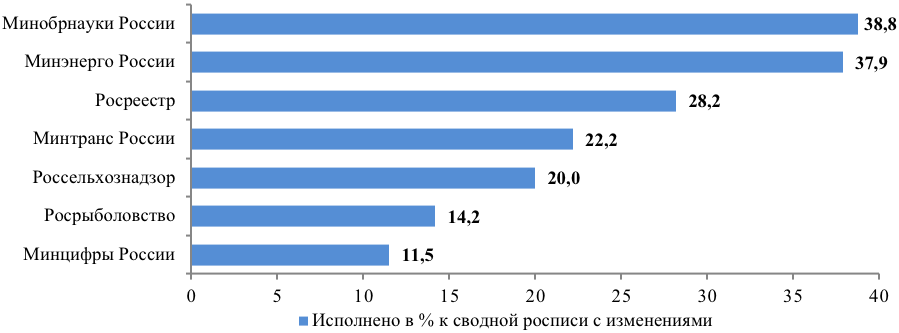 Минобрнауки России 38,8
Минэнерго России 37,9
Росреестр 28,2
Минтранс России 22,2
Россельхознадзор 20,0
Росрыболовство 14,2
Минцифры России 11,5
0 5 10 15 20 25 30 35 40
Исполнено в % к сводной росписи с изменениями